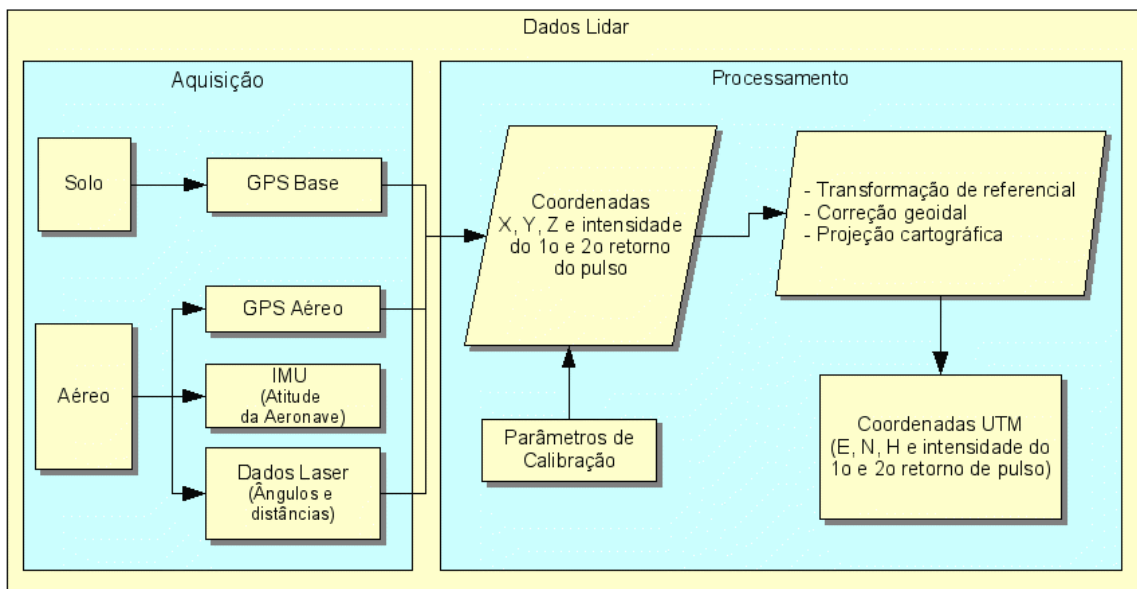 Dados Lidar
Aquisição
Solo
GPS Base
GPS Aéreo
Aéreo
IMU
(Atitude
da Aeronave)
Dados Laser
(Ângulos e
distâncias)
Processamento
Coordenadas
X, Y, Z e intensidade
do 1o e 2o retorno
do pulso
Parâmetros de
Calibração
- Transformação de referencial
- Correção geoidal
- Projeção cartográfica
Coordenadas UTM
(E, N, H e intensidade do
1o e 2o retorno de pulso)